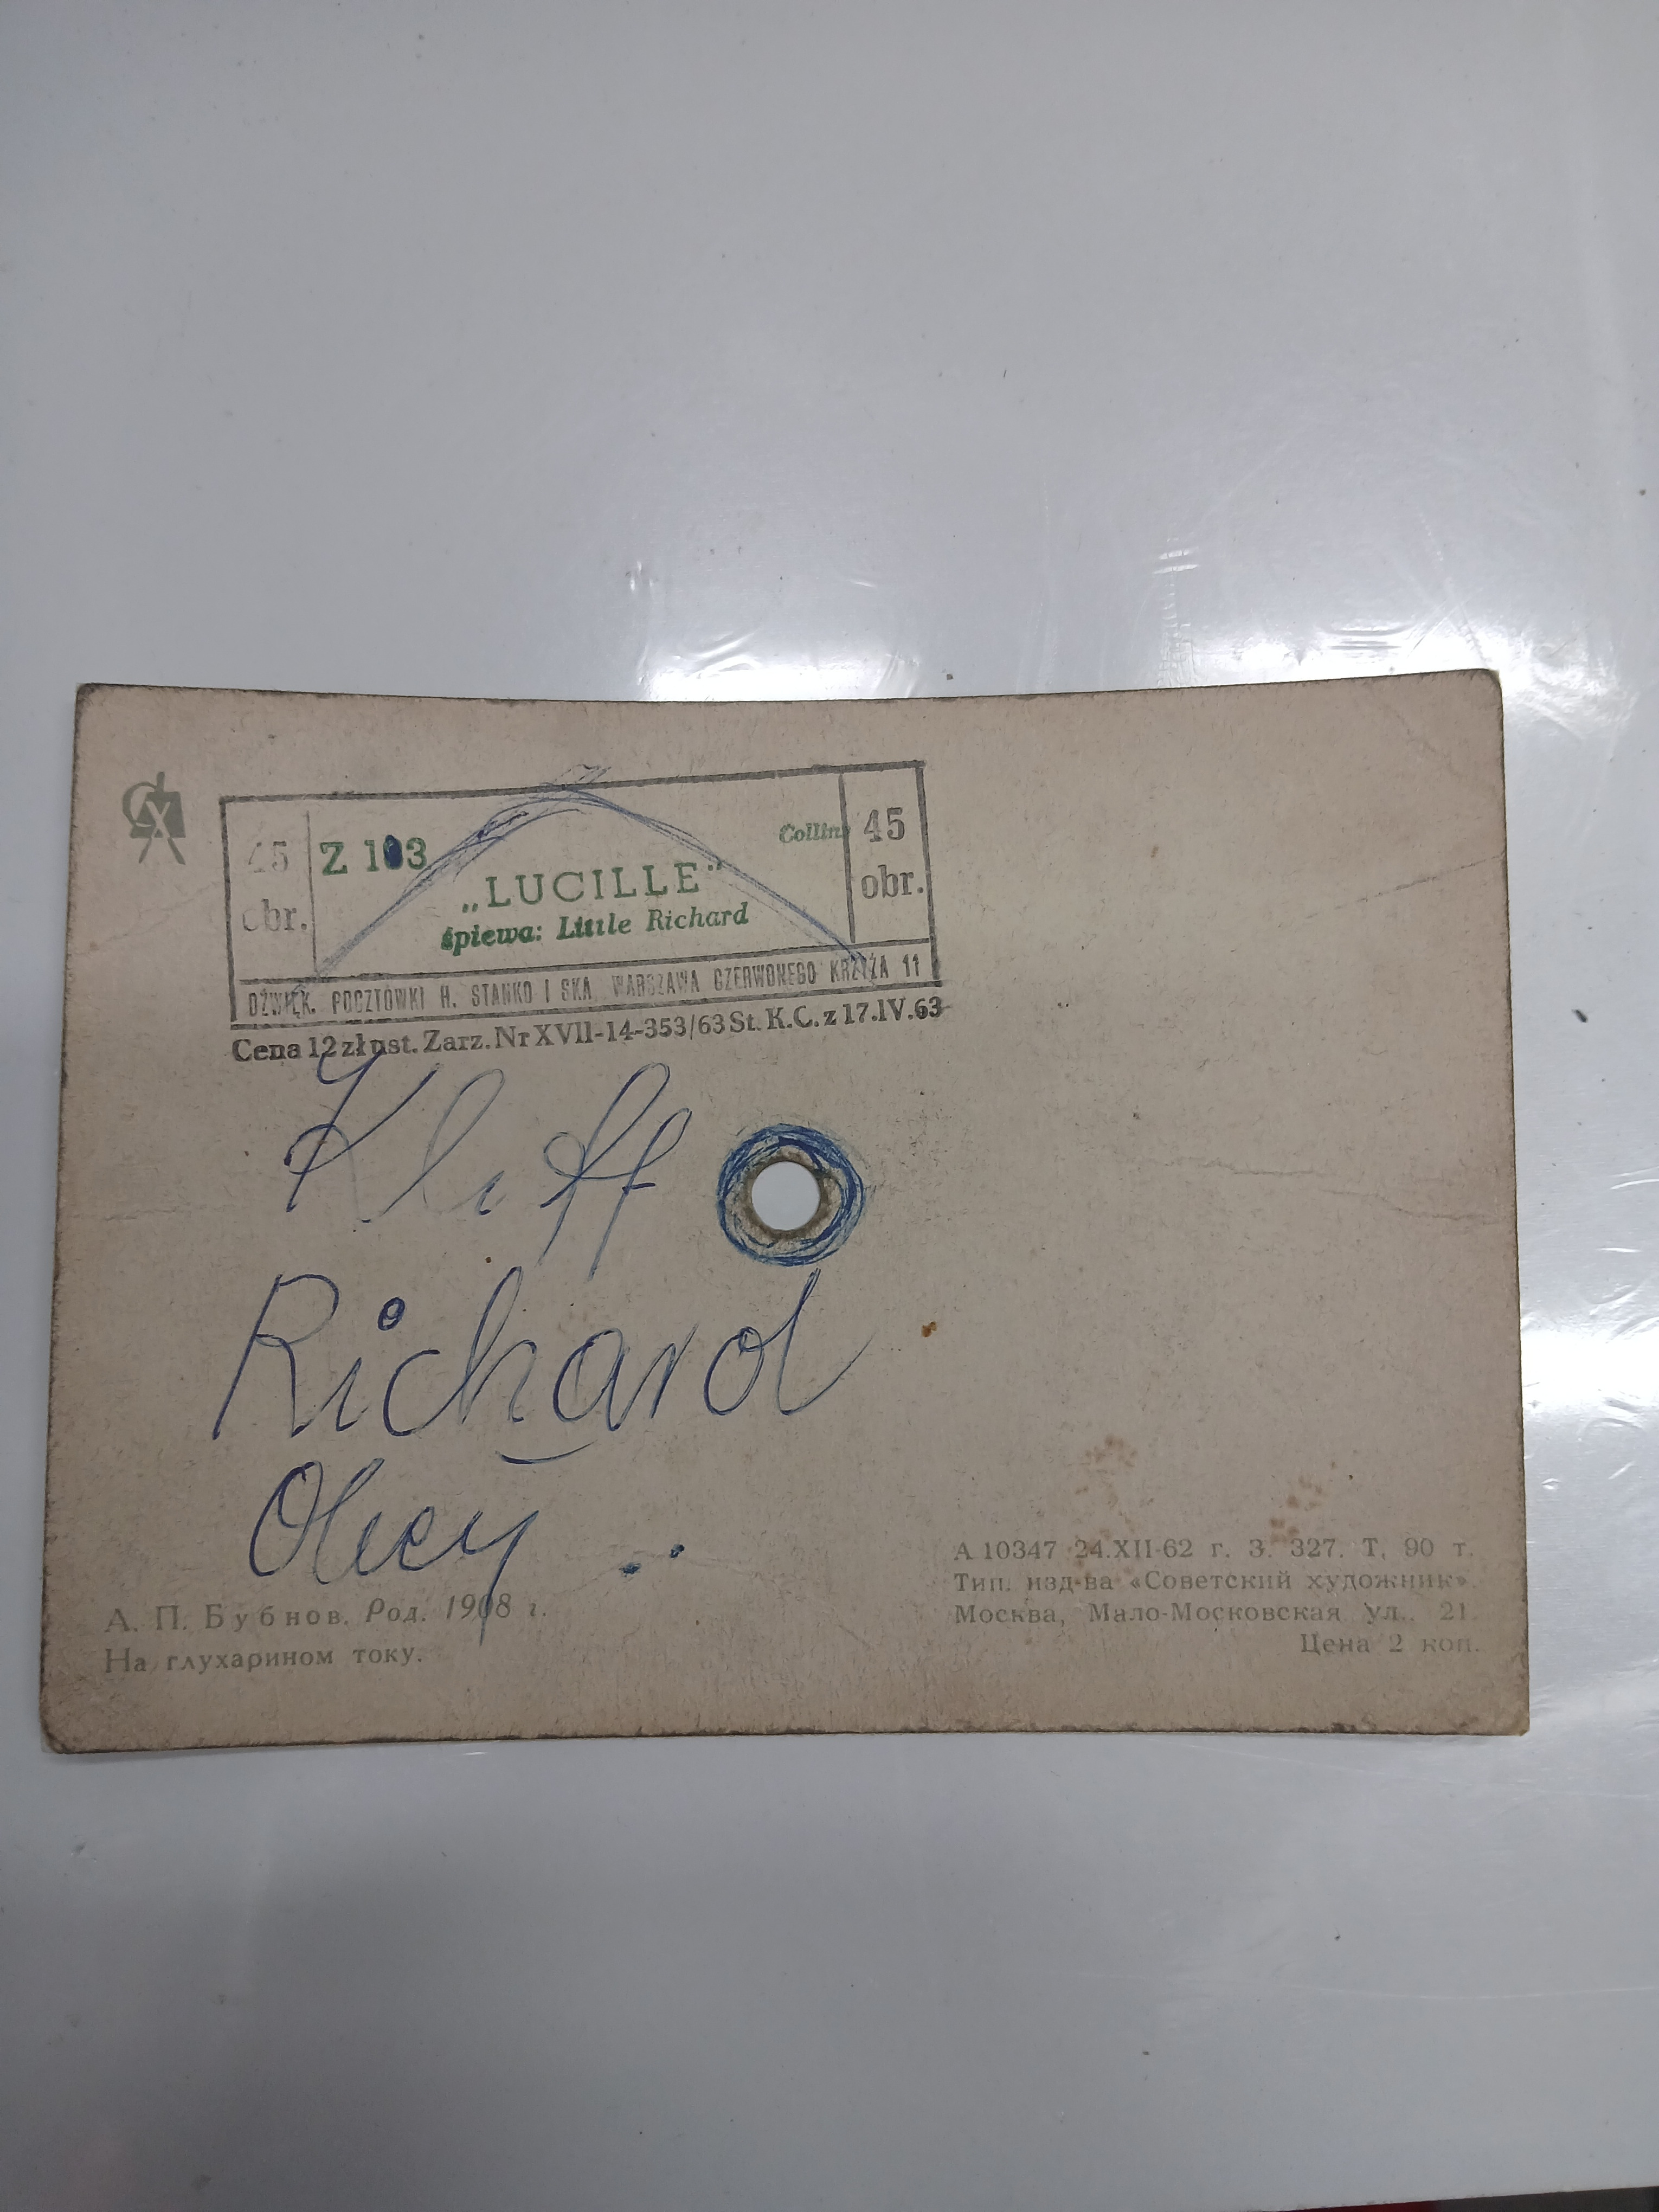 45 obr.
Z 103
Collins
45 obr.
„LUCILLE"
śpiewa: Little Richard
DŹWIĘK. POCZTÓWKI H. STANKO I SKA WARSZAWA CZERWONEGO KRZYŻA 11
Cena 12 zł ust. Zarz. Nr XVII-14-353/63 St. K.C. z 17.IV.63
Kliff
Richard
А. П. Бубнов. Род. 1908 г.
На глухарином току.
А 10347 24.XII-62 г. З. 327. Т. 90 т.
Тип. изд-ва «Советский художник».
Москва, Мало-Московская ул., 21.
Цена 2 коп.